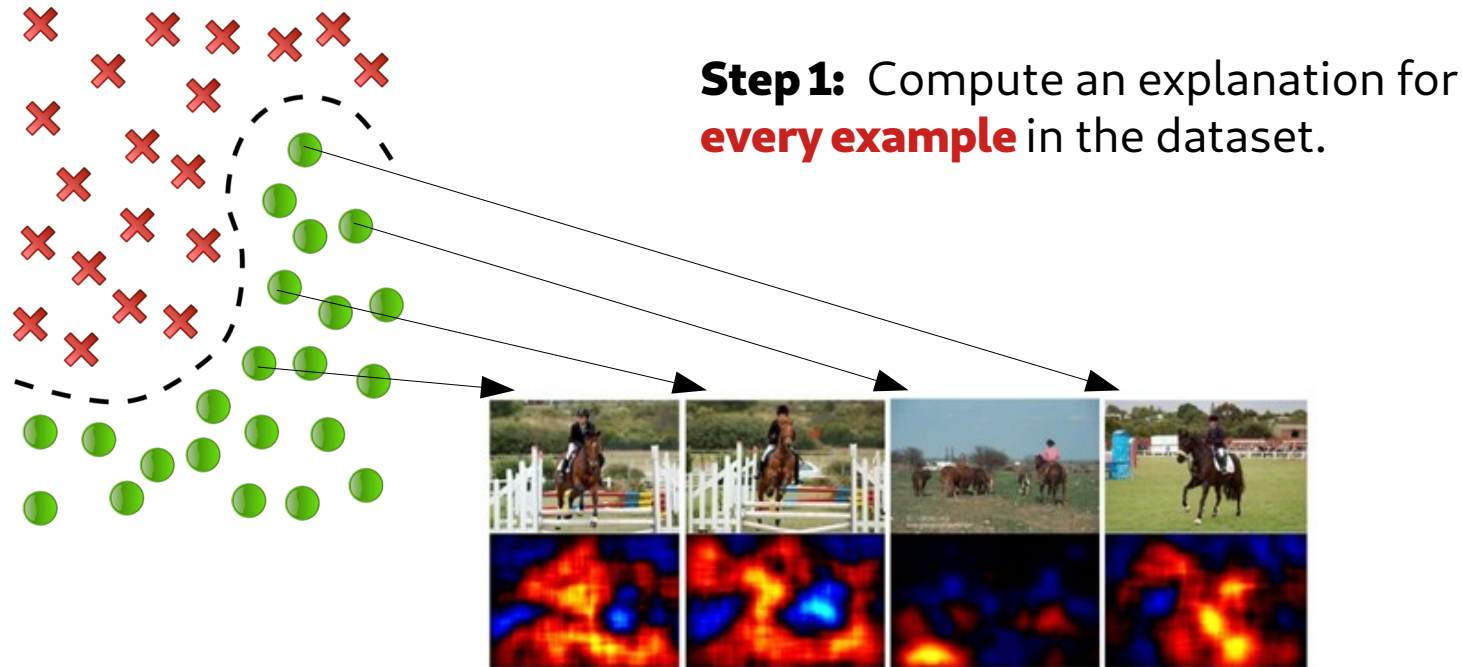 Step 1: Compute an explanation for
every example in the dataset.